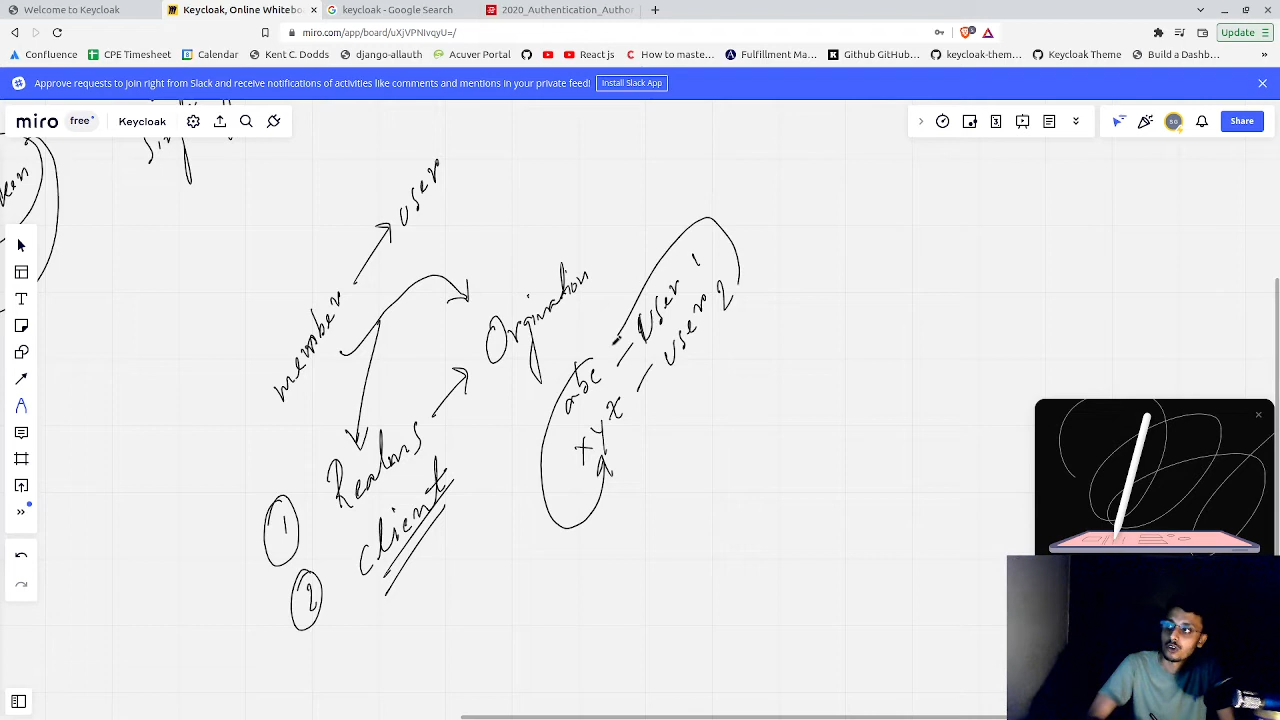 Welcome to Keycloak
Keycloak, Online Whiteboa
keycloak - Google Search
2020_Authentication_Author
miro.com/app/board/uXjVPNIvqyU=/
Update
Confluence
CPE Timesheet
Calendar
Kent C. Dodds
django-allauth
Acuver Portal
React js
How to maste...
Fulfillment Ma...
Github GitHub...
keycloak-them...
Keycloak Theme
Build a Dashb...
Approve requests to join right from Slack and receive notifications of activities like comments and mentions in your private feed!
Install Slack App
miro
free
Keycloak
3
SG
Share
user
member
Orgination
user 1
user 2
abc
xyz
Realms
client
1
2